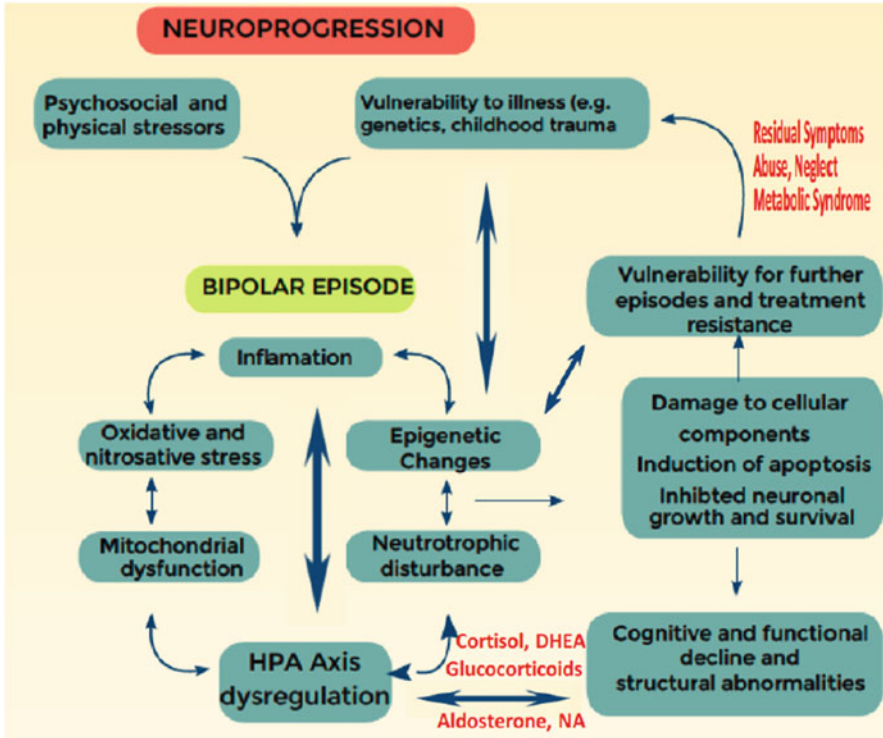 NEUROPROGRESSION
Psychosocial and
physical stressors
Vulnerability to illness (e.g.
genetics, childhood trauma
Residual Symptoms
Abuse, Neglect
Metabolic Syndrome
BIPOLAR EPISODE
Vulnerability for further
episodes and treatment
resistance
Inflamation
Oxidative and
nitrosative stress
Epigenetic
Changes
Damage to cellular
components
Induction of apoptosis
Inhibted neuronal
growth and survival
Mitochondrial
dysfunction
Neutrotrophic
disturbance
HPA Axis
dysregulation
Cortisol, DHEA
Glucocorticoids
Aldosterone, NA
Cognitive and functional
decline and
structural abnormalities